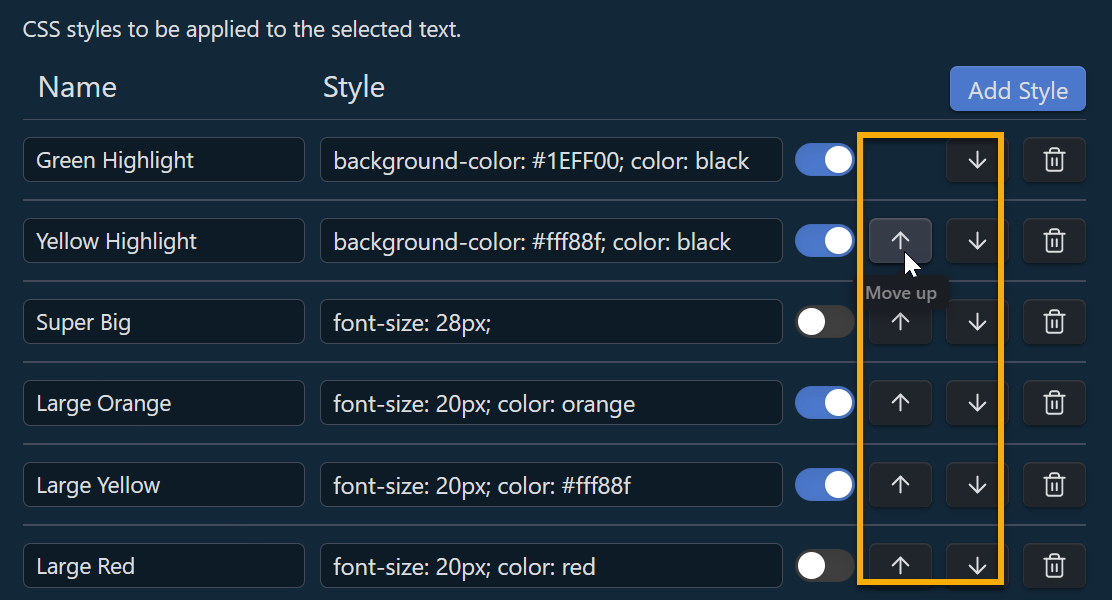 CSS styles to be applied to the selected text.
Name Style Add Style
Green Highlight background-color: #1EFF00; color: black
Yellow Highlight background-color: #fff88f; color: black
Move up
Super Big font-size: 28px;
Large Orange font-size: 20px; color: orange
Large Yellow font-size: 20px; color: #fff88f
Large Red font-size: 20px; color: red